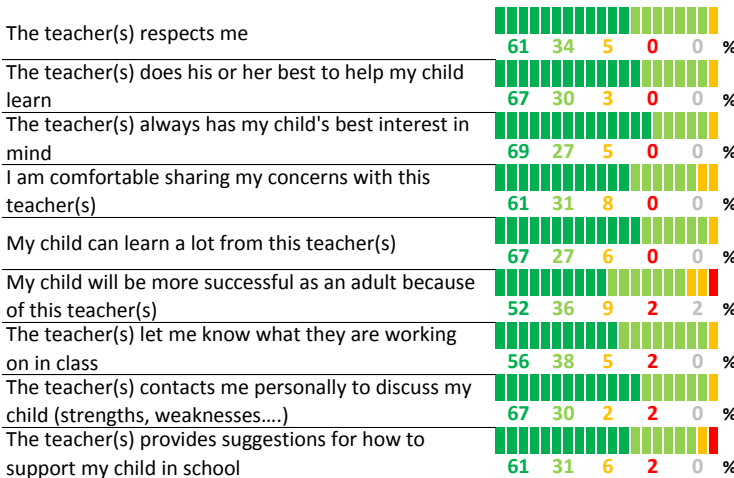 The teacher(s) respects me
61 34 5 0 0 %
The teacher(s) does his or her best to help my child
learn
67 30 3 0 0 %
The teacher(s) always has my child's best interest in
mind
69 27 5 0 0 %
I am comfortable sharing my concerns with this
teacher(s)
61 31 8 0 0 %
My child can learn a lot from this teacher(s)
67 27 6 0 0 %
My child will be more successful as an adult because
of this teacher(s)
52 36 9 2 2 %
The teacher(s) let me know what they are working
on in class
56 38 5 2 0 %
The teacher(s) contacts me personally to discuss my
child (strengths, weaknesses....)
67 30 2 2 0 %
The teacher(s) provides suggestions for how to
support my child in school
61 31 6 2 0 %